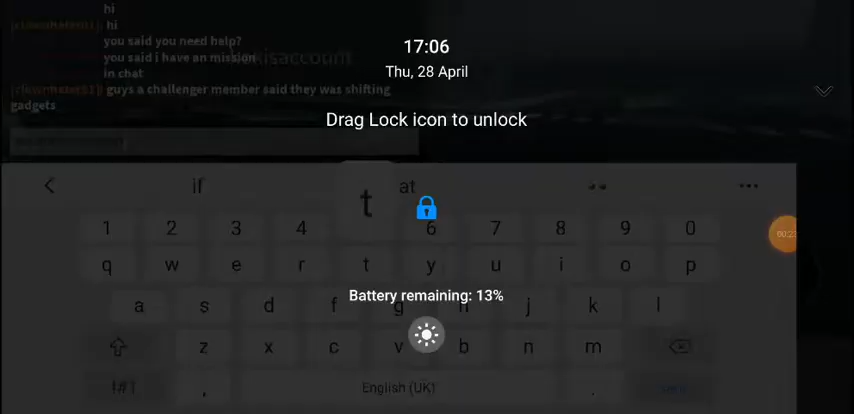 hi
hi
you said you need help?
you said i have an mission
in chat
guys a challenger member said they was shifting
gadgets
17:06
Thu, 28 April
Drag Lock icon to unlock
if
t
at
1 2 3 4 6 7 8 9 0
q w e r t y u i o p
a s d f g h j k l
Battery remaining: 13%
z x c v b n m
!#1 , English (UK) .